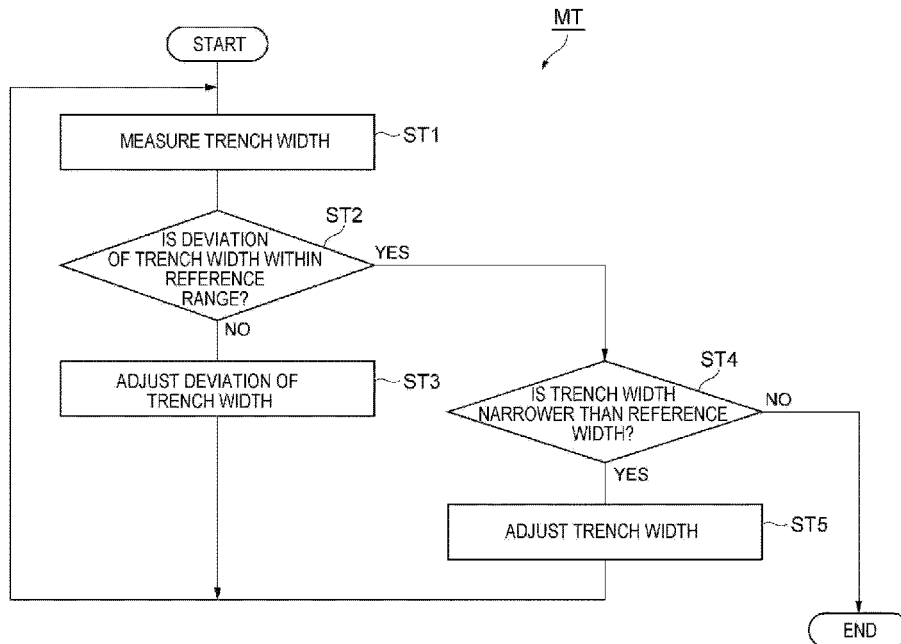 MT
START
MEASURE TRENCH WIDTH
ST1
ST2
IS DEVIATION
OF TRENCH WIDTH WITHIN
REFERENCE
RANGE?
YES
NO
ADJUST DEVIATION OF
TRENCH WIDTH
ST3
ST4
IS TRENCH WIDTH
NARROWER THAN REFERENCE
WIDTH?
NO
YES
ADJUST TRENCH WIDTH
ST5
END